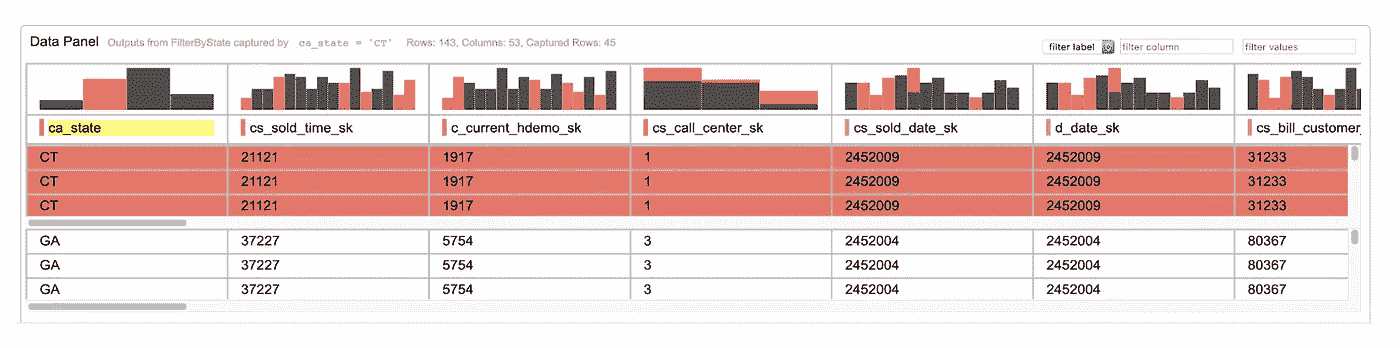 Data Panel Outputs from FilterByState captured by ca_state = 'CT' Rows: 143, Columns: 53, Captured Rows: 45
filter label filter column filter values
ca_state cs_sold_time_sk c_current_hdemo_sk cs_call_center_sk cs_sold_date_sk d_date_sk cs_bill_customer_
CT 21121 1917 1 2452009 2452009 31233
CT 21121 1917 1 2452009 2452009 31233
CT 21121 1917 1 2452009 2452009 31233
GA 37227 5754 3 2452004 2452004 80367
GA 37227 5754 3 2452004 2452004 80367
GA 37227 5754 3 2452004 2452004 80367